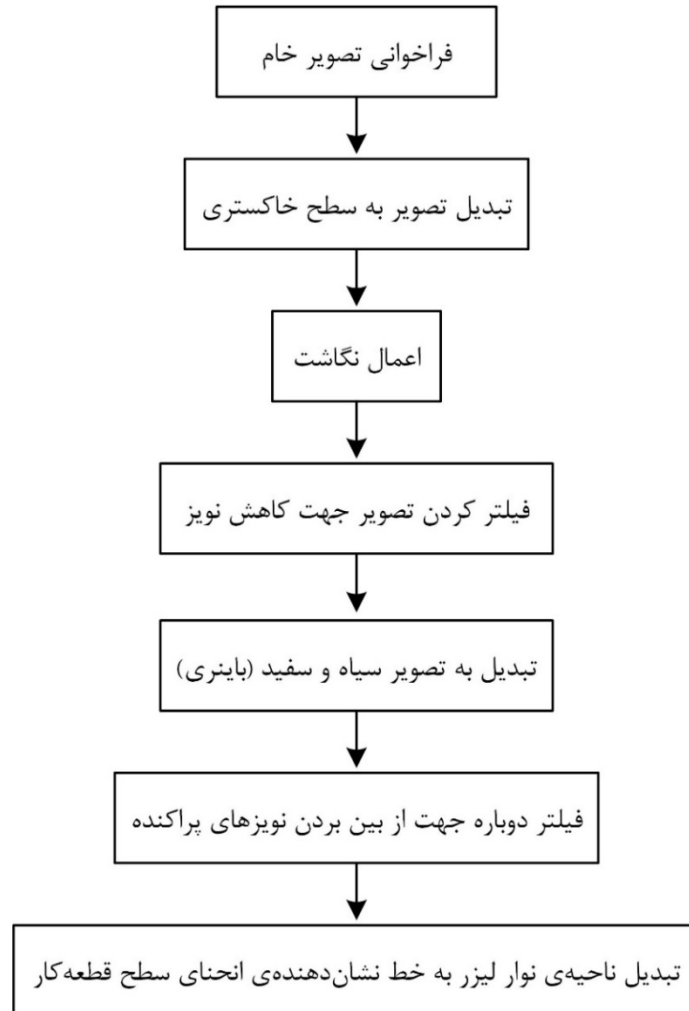 فراخوانی تصویر خام
تبدیل تصویر به سطح خاکستری
اعمال نگاشت
فیلتر کردن تصویر جهت کاهش نویز
تبدیل به تصویر سیاه و سفید (باینری)
فیلتر دوباره جهت از بین بردن نویزهای پراکنده
تبدیل ناحیه‌ی نوار لیزر به خط نشان‌دهنده‌ی انحنای سطح قطعه‌کار